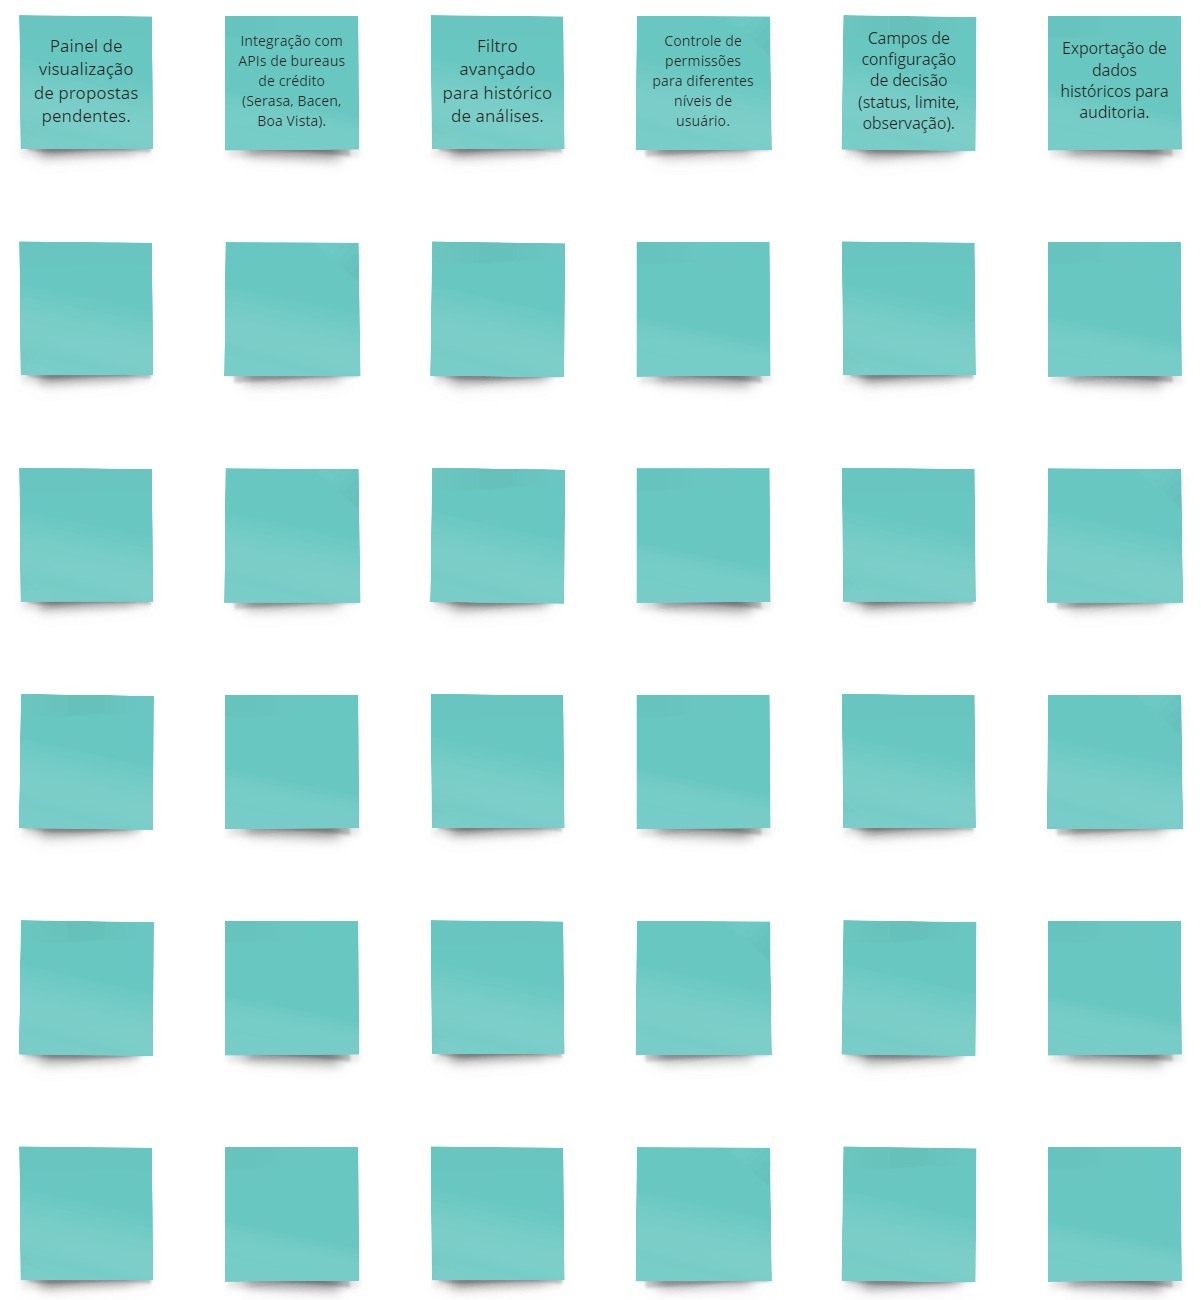 Painel de
visualização
de propostas
pendentes.
Integração com
APIs de bureaus
de crédito
(Serasa, Bacen,
Boa Vista).
Filtro
avançado
para histórico
de análises.
Controle de
permissões
para diferentes
níveis de
usuário.
Campos de
configuração
de decisão
(status, limite,
observação).
Exportação de
dados
históricos para
auditoria.